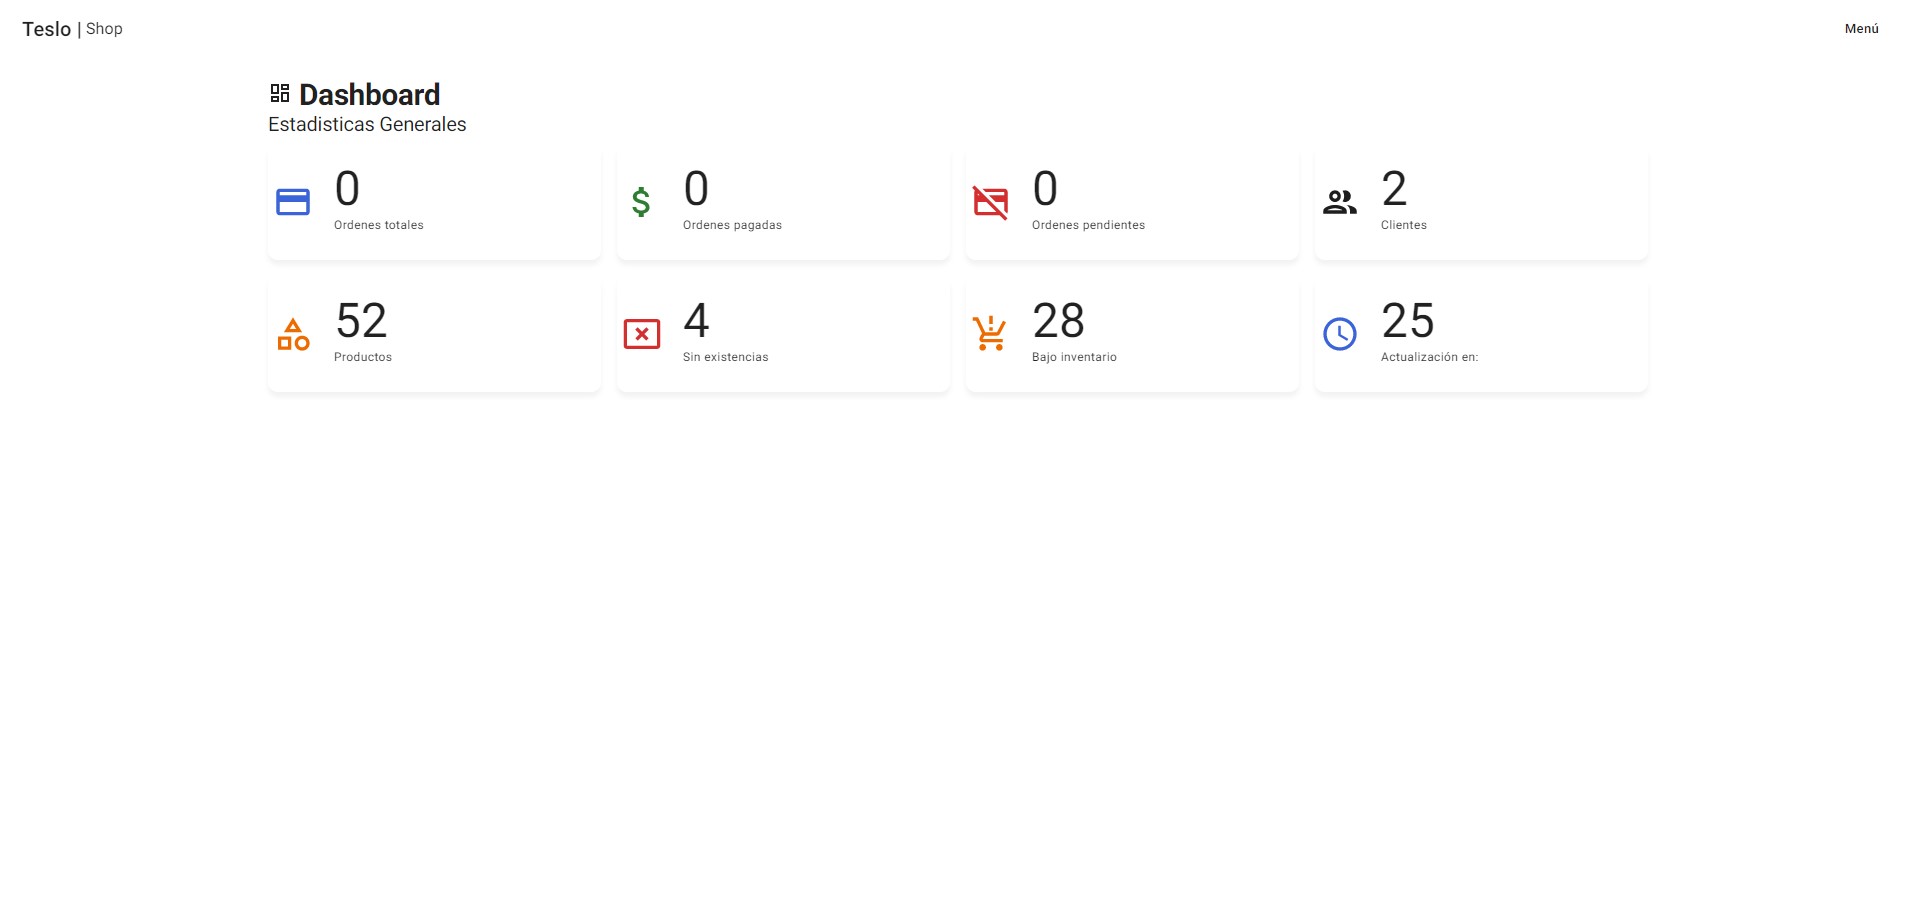 Teslo | Shop
Menú
Dashboard
Estadisticas Generales
0
Ordenes totales
0
Ordenes pagadas
0
Ordenes pendientes
2
Clientes
52
Productos
4
Sin existencias
28
Bajo inventario
25
Actualización en: